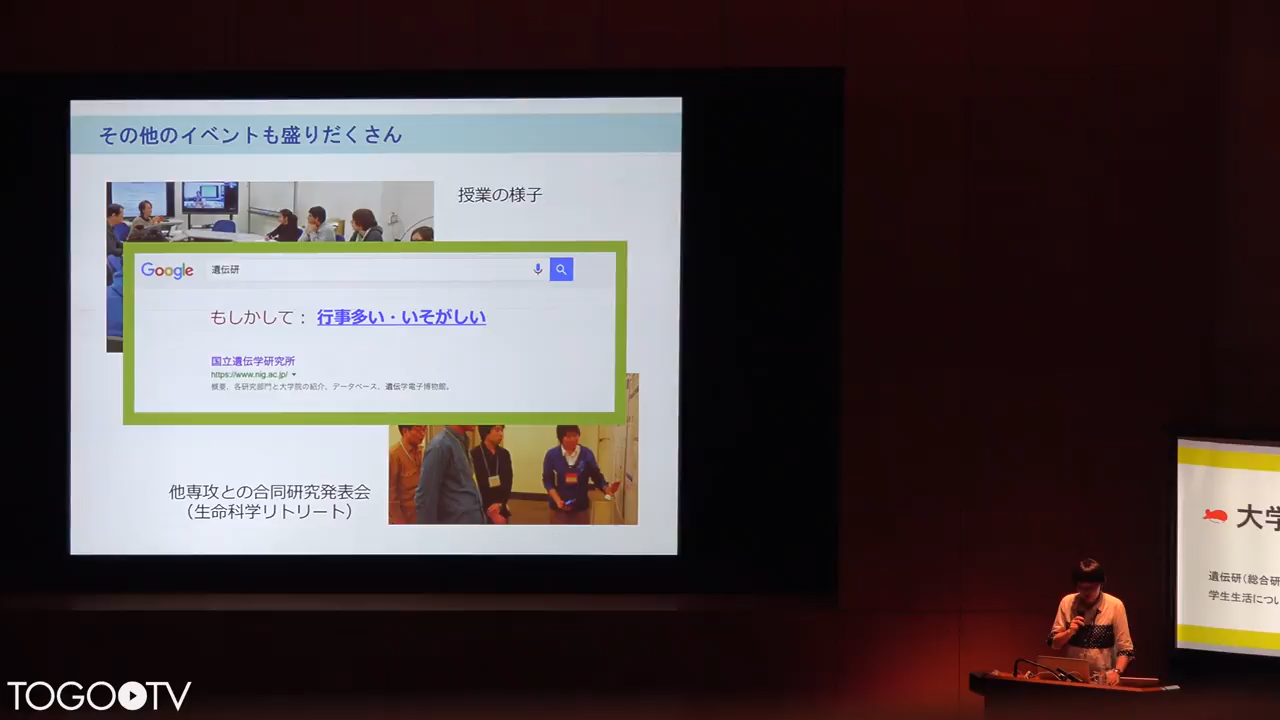 その他のイベントも盛りだくさん
授業の様子
Google 遺伝研
もしかして： 行事多い・いそがしい
国立遺伝学研究所
https://www.nig.ac.jp/
概要、各研究部門と大学院の紹介、データベース、遺伝学電子博物館。
他専攻との合同研究発表会
（生命科学リトリート）
大学
遺伝研（総合研
学生生活につい
TOGO TV